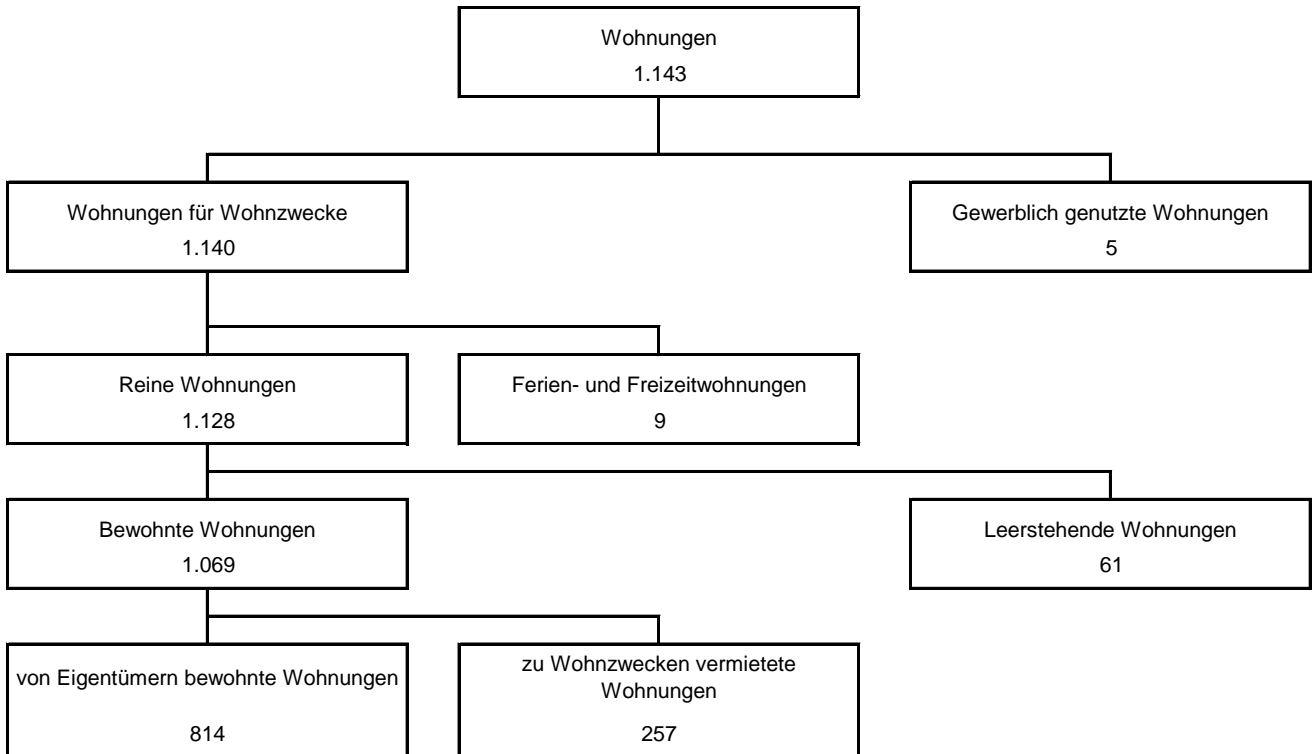 Wohnungen
1.143
Wohnungen für Wohnzwecke
1.140
Gewerblich genutzte Wohnungen
5
Reine Wohnungen
1.128
Ferien- und Freizeitwohnungen
9
Bewohnte Wohnungen
1.069
Leerstehende Wohnungen
61
von Eigentümern bewohnte Wohnungen
814
zu Wohnzwecken vermietete
Wohnungen
257